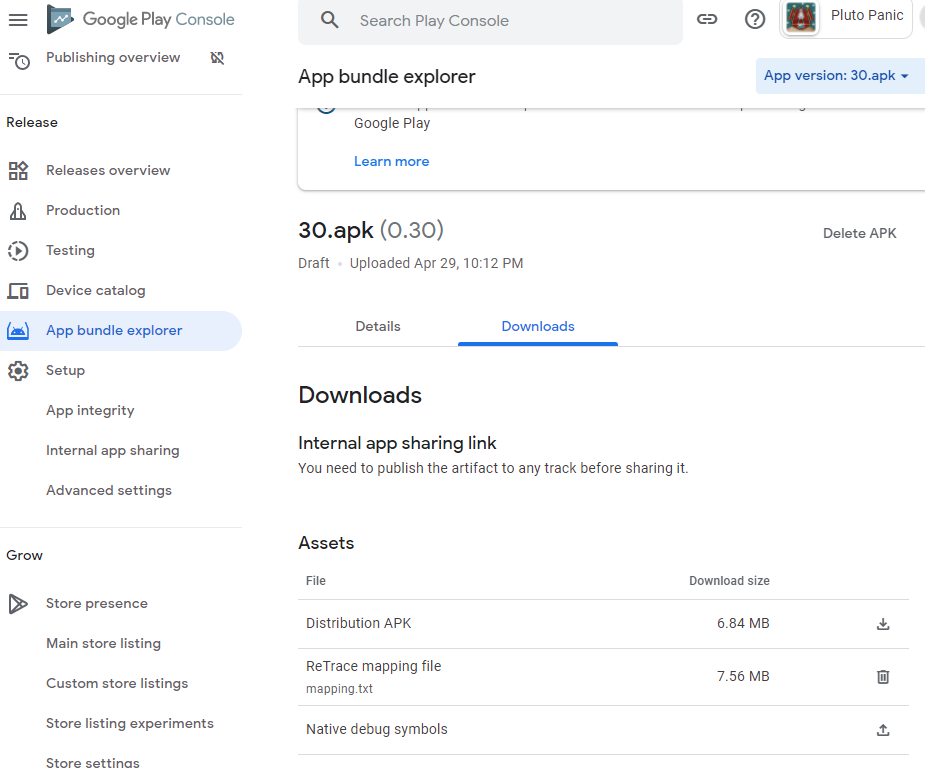 Google Play Console
Search Play Console
Pluto Panic
Publishing overview
Release
Releases overview
Production
Testing
Device catalog
App bundle explorer
Setup
App integrity
Internal app sharing
Advanced settings
Grow
Store presence
Main store listing
Custom store listings
Store listing experiments
Store settings
App bundle explorer
App version: 30.apk
Google Play
Learn more
30.apk (0.30)
Delete APK
Draft • Uploaded Apr 29, 10:12 PM
Details Downloads
Downloads
Internal app sharing link
You need to publish the artifact to any track before sharing it.
Assets
File Download size
Distribution APK 6.84 MB
ReTrace mapping file 7.56 MB
mapping.txt
Native debug symbols